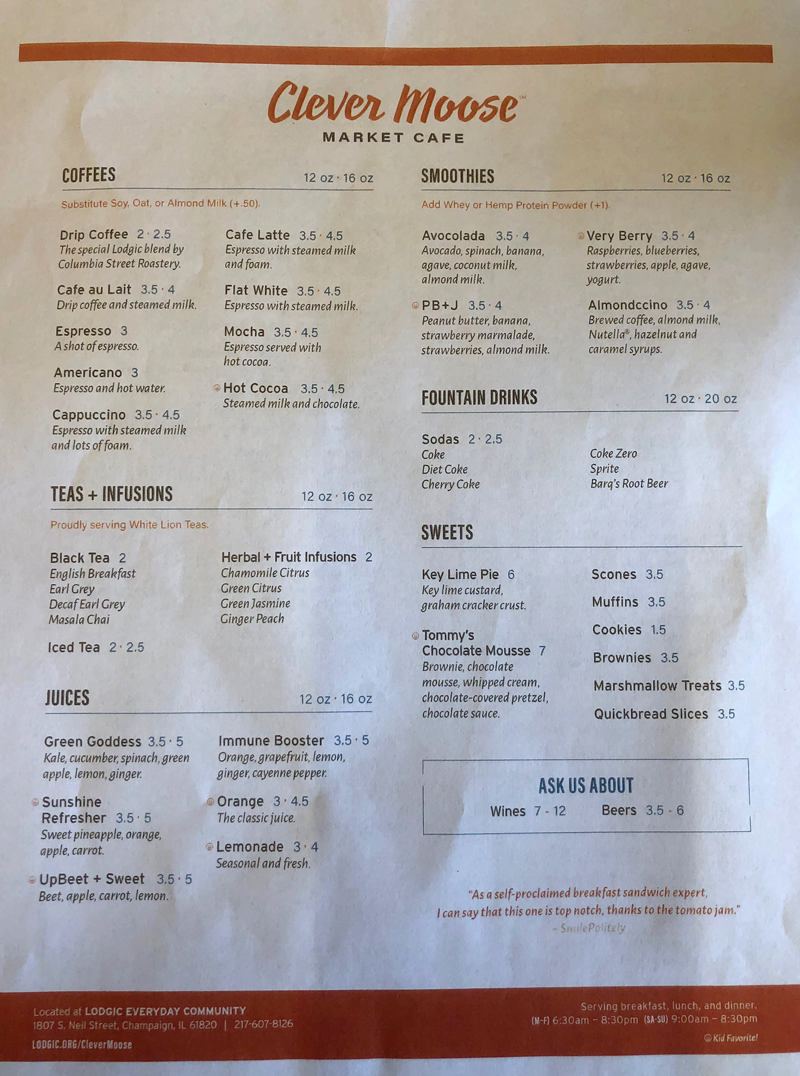 Clever Moose™
MARKET CAFE
COFFEES 12 oz · 16 oz
Substitute Soy, Oat, or Almond Milk (+.50).
Drip Coffee 2 · 2.5
The special Lodgic blend by
Columbia Street Roastery.
Cafe au Lait 3.5 · 4
Drip coffee and steamed milk.
Espresso 3
A shot of espresso.
Americano 3
Espresso and hot water.
Cappuccino 3.5 · 4.5
Espresso with steamed milk
and lots of foam.
Cafe Latte 3.5 · 4.5
Espresso with steamed milk
and foam.
Flat White 3.5 · 4.5
Espresso with steamed milk.
Mocha 3.5 · 4.5
Espresso served with
hot cocoa.
Hot Cocoa 3.5 · 4.5
Steamed milk and chocolate.
TEAS + INFUSIONS 12 oz · 16 oz
Proudly serving White Lion Teas.
Black Tea 2
English Breakfast
Earl Grey
Decaf Earl Grey
Masala Chai
Iced Tea 2 · 2.5
Herbal + Fruit Infusions 2
Chamomile Citrus
Green Citrus
Green Jasmine
Ginger Peach
JUICES 12 oz · 16 oz
Green Goddess 3.5 · 5
Kale, cucumber, spinach, green
apple, lemon, ginger.
Sunshine
Refresher 3.5 · 5
Sweet pineapple, orange,
apple, carrot.
UpBeet + Sweet 3.5 · 5
Beet, apple, carrot, lemon.
Immune Booster 3.5 · 5
Orange, grapefruit, lemon,
ginger, cayenne pepper.
Orange 3 · 4.5
The classic juice.
Lemonade 3 · 4
Seasonal and fresh.
SMOOTHIES 12 oz · 16 oz
Add Whey or Hemp Protein Powder (+1).
Avocolada 3.5 · 4
Avocado, spinach, banana,
agave, coconut milk,
almond milk.
PB+J 3.5 · 4
Peanut butter, banana,
strawberry marmalade,
strawberries, almond milk.
Very Berry 3.5 · 4
Raspberries, blueberries,
strawberries, apple, agave,
yogurt.
Almondccino 3.5 · 4
Brewed coffee, almond milk,
Nutella®, hazelnut and
caramel syrups.
FOUNTAIN DRINKS 12 oz · 20 oz
Sodas 2 · 2.5
Coke
Diet Coke
Cherry Coke
Coke Zero
Sprite
Barq's Root Beer
SWEETS
Key Lime Pie 6
Key lime custard,
graham cracker crust.
Tommy's
Chocolate Mousse 7
Brownie, chocolate
mousse, whipped cream,
chocolate-covered pretzel,
chocolate sauce.
Scones 3.5
Muffins 3.5
Cookies 1.5
Brownies 3.5
Marshmallow Treats 3.5
Quickbread Slices 3.5
ASK US ABOUT
Wines 7 - 12 Beers 3.5 - 6
"As a self-proclaimed breakfast sandwich expert,
I can say that this one is top notch, thanks to the tomato jam."
- SmilePolitely
Located at LODGIC EVERYDAY COMMUNITY
1807 S. Neil Street, Champaign, IL 61820 | 217-607-8126
LODGIC.ORG/CleverMoose
Serving breakfast, lunch, and dinner.
(M-F) 6:30am – 8:30pm (SA-SU) 9:00am – 8:30pm
Kid Favorite!